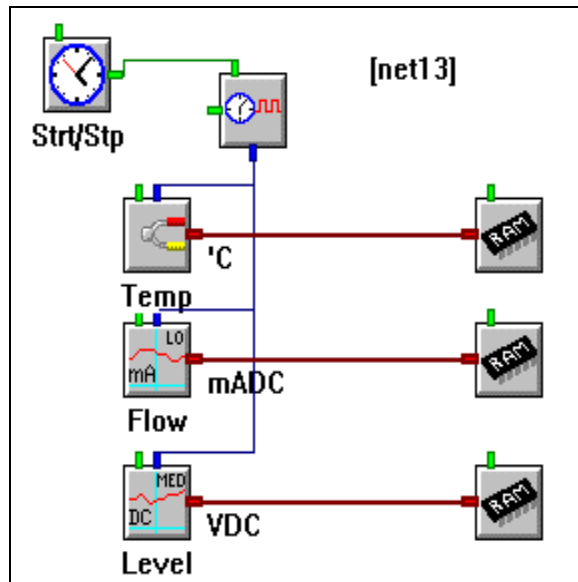 [net13]
Strt/Stp
'C
RAM
Temp
LO
mA
mADC
RAM
Flow
MED
DC
VDC
RAM
Level